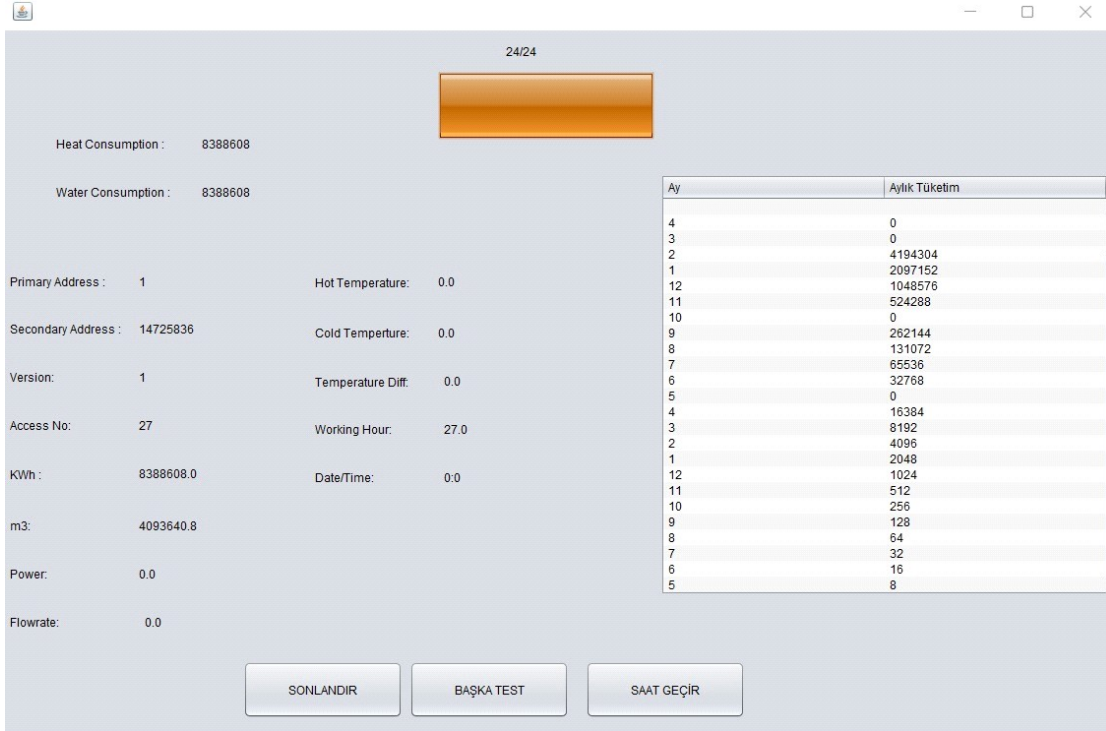 24/24
Heat Consumption : 8388608
Water Consumption : 8388608
Primary Address : 1
Secondary Address : 14725836
Version: 1
Access No: 27
KWh : 8388608.0
m3: 4093640.8
Power: 0.0
Flowrate: 0.0
Hot Temperature: 0.0
Cold Temperture: 0.0
Temperature Diff: 0.0
Working Hour: 27.0
Date/Time: 0:0
Ay Aylık Tüketim
4 0
3 0
2 4194304
1 2097152
12 1048576
11 524288
10 0
9 262144
8 131072
7 65536
6 32768
5 0
4 16384
3 8192
2 4096
1 2048
12 1024
11 512
10 256
9 128
8 64
7 32
6 16
5 8
SONLANDIR
BAŞKA TEST
SAAT GEÇİR